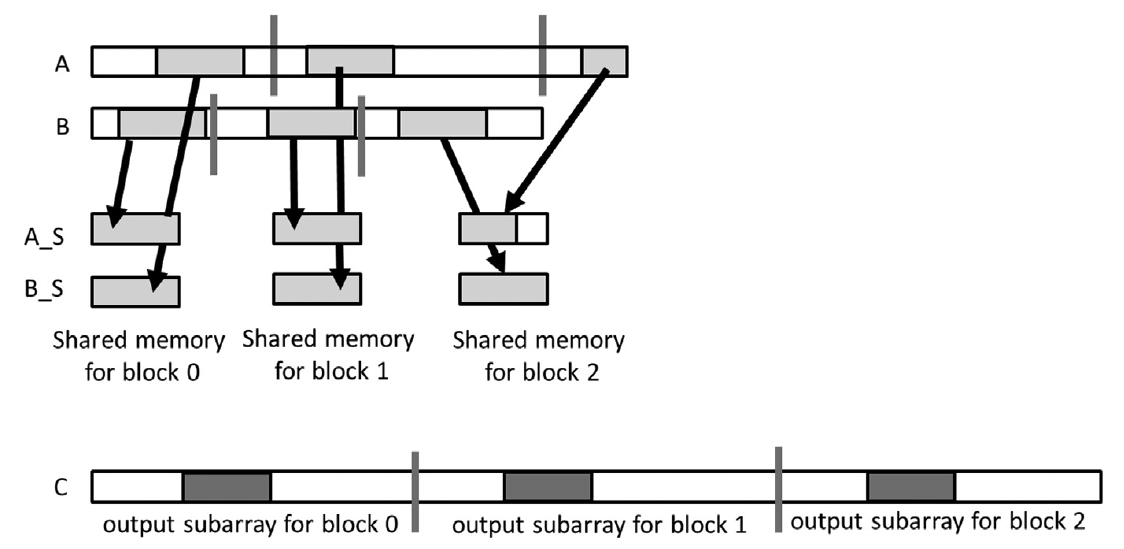 A
B
A_S
B_S
Shared memory
for block 0
Shared memory
for block 1
Shared memory
for block 2
C
output subarray for block 0
output subarray for block 1
output subarray for block 2